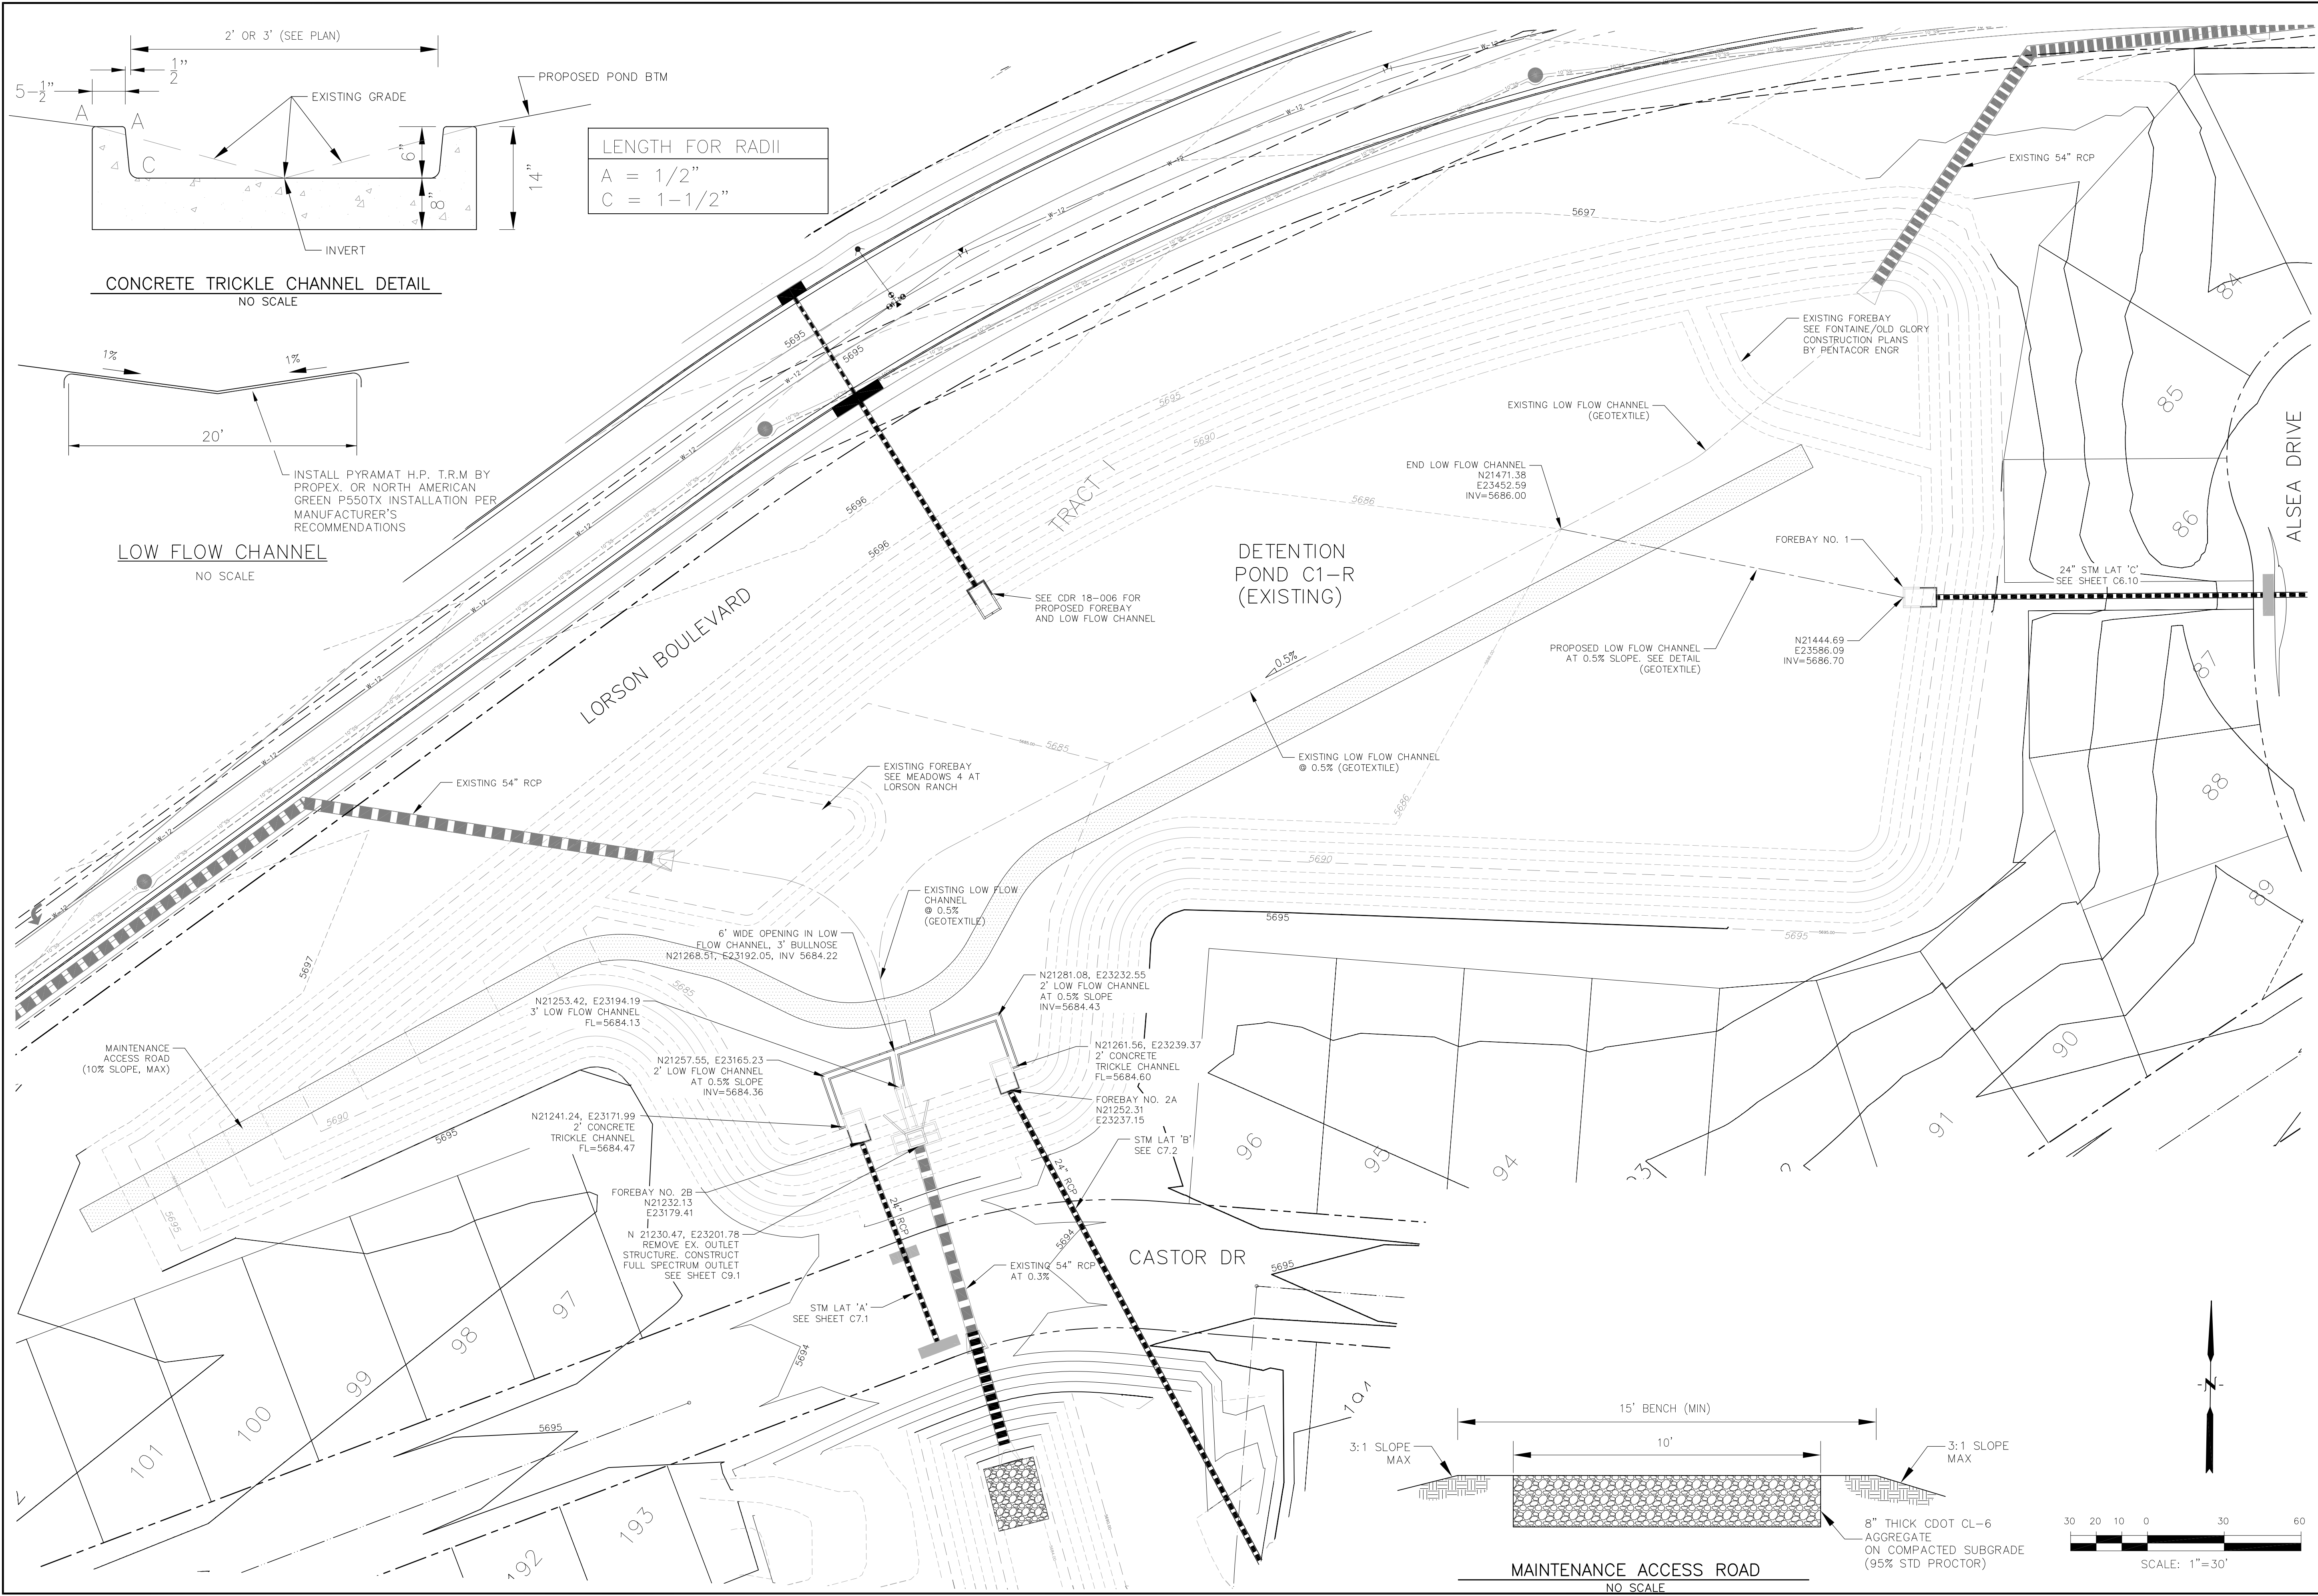 2' OR 3' (SEE PLAN)
1/2"
5-1/2"
A
A
C
EXISTING GRADE
PROPOSED POND BTM
6"
8"
14"
INVERT
CONCRETE TRICKLE CHANNEL DETAIL
NO SCALE
LENGTH FOR RADII
A = 1/2"
C = 1-1/2"
1%
1%
20'
INSTALL PYRAMAT H.P. T.R.M BY
PROPEX. OR NORTH AMERICAN
GREEN P550TX INSTALLATION PER
MANUFACTURER'S
RECOMMENDATIONS
LOW FLOW CHANNEL
NO SCALE
W-12
W-12
W-12
W-12
W-12
W-12
W-12
W-12
W-12
W-12
W-12
W-12
W-12
5697
EXISTING 54" RCP
84
EXISTING FOREBAY
SEE FONTAINE/OLD GLORY
CONSTRUCTION PLANS
BY PENTACOR ENGR
5695
5695
5695
5690
85
86
ALSEA DRIVE
EXISTING LOW FLOW CHANNEL
(GEOTEXTILE)
END LOW FLOW CHANNEL
N21471.38
E23452.59
INV=5686.00
5686
TRACT I
5696
5696
DETENTION
POND C1-R
(EXISTING)
FOREBAY NO. 1
24" STM LAT 'C'
SEE SHEET C6.10
SEE CDR 18-006 FOR
PROPOSED FOREBAY
AND LOW FLOW CHANNEL
N21444.69
E23586.09
INV=5686.70
PROPOSED LOW FLOW CHANNEL
AT 0.5% SLOPE, SEE DETAIL
(GEOTEXTILE)
87
88
89
LORSON BOULEVARD
0.5%
5685
EXISTING LOW FLOW CHANNEL
@ 0.5% (GEOTEXTILE)
5686
EXISTING FOREBAY
SEE MEADOWS 4 AT
LORSON RANCH
EXISTING 54" RCP
5690
EXISTING LOW FLOW
CHANNEL
@ 0.5%
(GEOTEXTILE)
5695
5695
6' WIDE OPENING IN LOW
FLOW CHANNEL, 3' BULLNOSE
N21268.51, E23192.05, INV 5684.22
5697
5685
N21281.08, E23232.55
2' LOW FLOW CHANNEL
AT 0.5% SLOPE
INV=5684.43
N21253.42, E23194.19
3' LOW FLOW CHANNEL
FL=5684.13
MAINTENANCE
ACCESS ROAD
(10% SLOPE, MAX)
N21257.55, E23165.23
2' LOW FLOW CHANNEL
AT 0.5% SLOPE
INV=5684.36
N21261.56, E23239.37
2' CONCRETE
TRICKLE CHANNEL
FL=5684.60
FOREBAY NO. 2A
N21252.31
E23237.15
5690
5695
5695
N21241.24, E23171.99
2' CONCRETE
TRICKLE CHANNEL
FL=5684.47
STM LAT 'B'
SEE C7.2
24" RCP
24" RCP
FOREBAY NO. 2B
N21232.13
E23179.41
N 21230.47, E23201.78
REMOVE EX. OUTLET
STRUCTURE. CONSTRUCT
FULL SPECTRUM OUTLET
SEE SHEET C9.1
EXISTING 54" RCP
AT 0.3%
5694
CASTOR DR
5695
STM LAT 'A'
SEE SHEET C7.1
5694
5695
90
91
94
95
96
97
98
99
100
101
192
193
15' BENCH (MIN)
10'
3:1 SLOPE
MAX
3:1 SLOPE
MAX
8" THICK CDOT CL-6
AGGREGATE
ON COMPACTED SUBGRADE
(95% STD PROCTOR)
MAINTENANCE ACCESS ROAD
NO SCALE
N
30 20 10 0 30 60
SCALE: 1"=30'